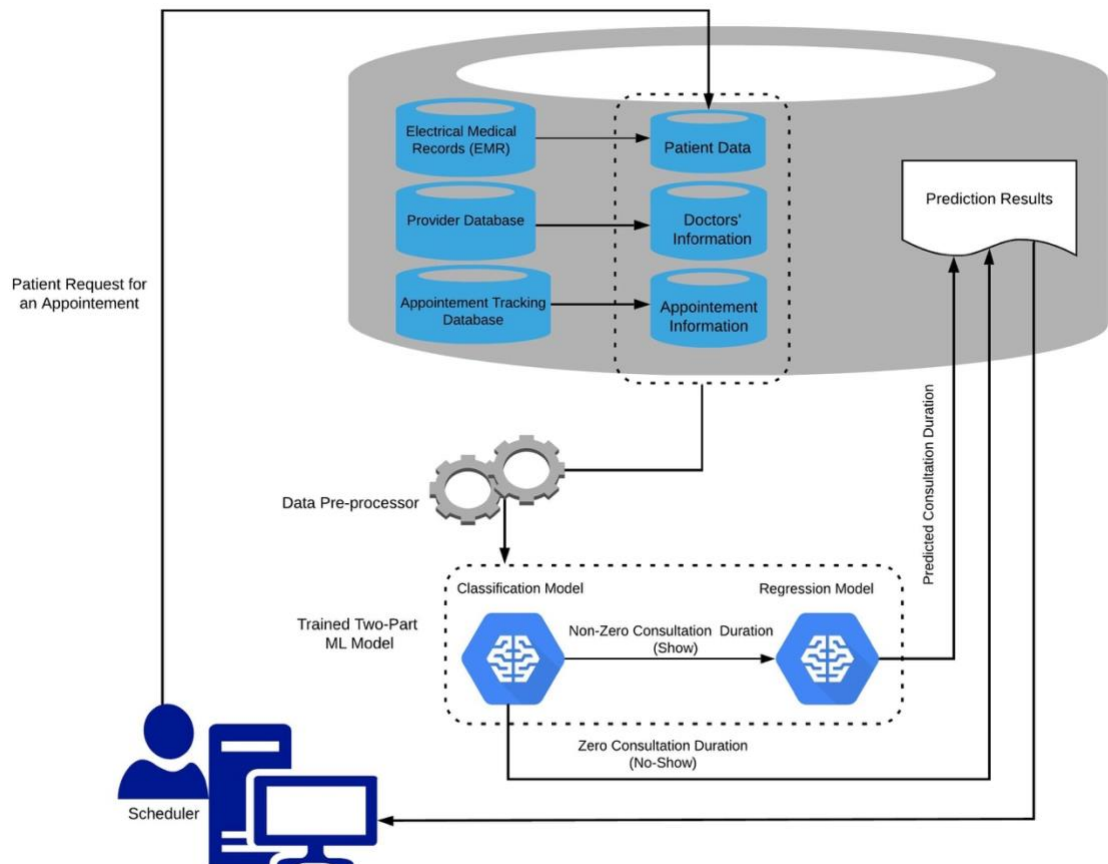 Electrical Medical
Records (EMR)
Patient Data
Provider Database
Doctors'
Information
Appointement Tracking
Database
Appointement
Information
Prediction Results
Patient Request for
an Appointement
Predicted Consultation Duration
Data Pre-processor
Classification Model
Regression Model
Trained Two-Part
ML Model
Non-Zero Consultation Duration
(Show)
Zero Consultation Duration
(No-Show)
Scheduler